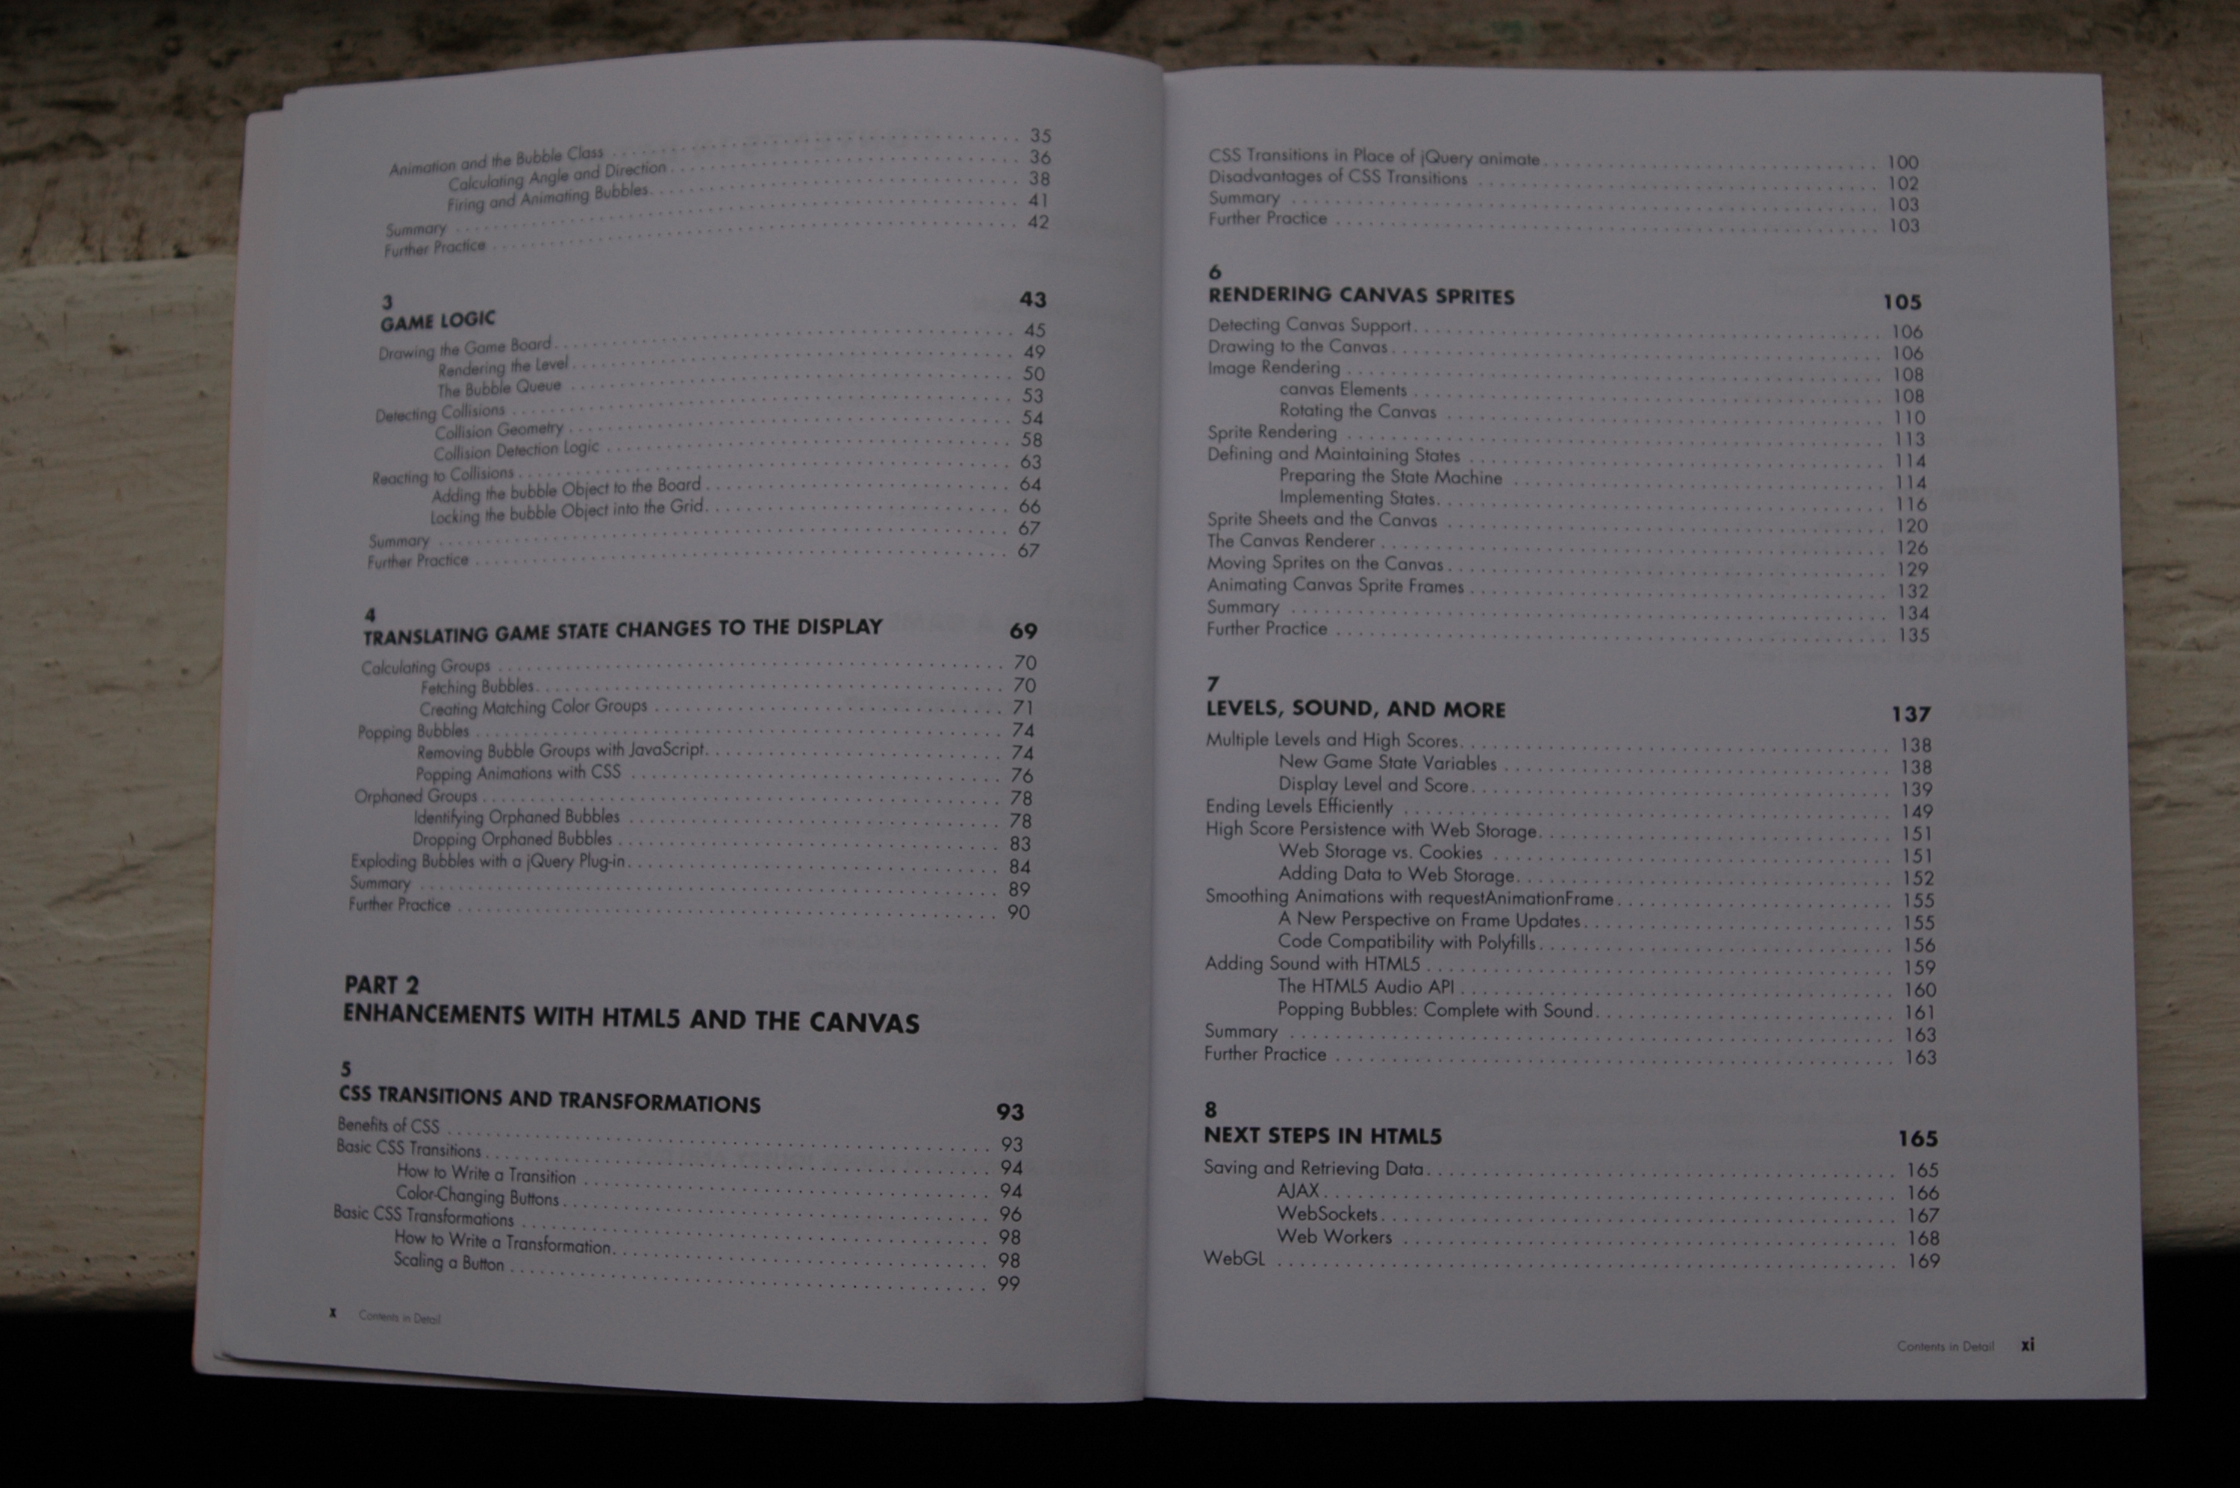 Animation and the Bubble Class . . . . . . . . . . 35
Calculating Angle and Direction . . . . . . . . . . 36
Firing and Animating Bubbles . . . . . . . . . . 38
Summary . . . . . . . . . . 41
Further Practice . . . . . . . . . . 42
3
GAME LOGIC 43
Drawing the Game Board . . . . . . . . . . 45
Rendering the Level . . . . . . . . . . 49
The Bubble Queue . . . . . . . . . . 50
Detecting Collisions . . . . . . . . . . 53
Collision Geometry . . . . . . . . . . 54
Collision Detection Logic . . . . . . . . . . 58
Reacting to Collisions . . . . . . . . . . 63
Adding the bubble Object to the Board . . . . . . . . . . 64
Locking the bubble Object into the Grid . . . . . . . . . . 66
Summary . . . . . . . . . . 67
Further Practice . . . . . . . . . . 67
4
TRANSLATING GAME STATE CHANGES TO THE DISPLAY 69
Calculating Groups . . . . . . . . . . 70
Fetching Bubbles . . . . . . . . . . 70
Creating Matching Color Groups . . . . . . . . . . 71
Popping Bubbles . . . . . . . . . . 74
Removing Bubble Groups with JavaScript . . . . . . . . . . 74
Popping Animations with CSS . . . . . . . . . . 76
Orphaned Groups . . . . . . . . . . 78
Identifying Orphaned Bubbles . . . . . . . . . . 78
Dropping Orphaned Bubbles . . . . . . . . . . 83
Exploding Bubbles with a jQuery Plug-in . . . . . . . . . . 84
Summary . . . . . . . . . . 89
Further Practice . . . . . . . . . . 90
PART 2
ENHANCEMENTS WITH HTML5 AND THE CANVAS
5
CSS TRANSITIONS AND TRANSFORMATIONS 93
Benefits of CSS . . . . . . . . . . 93
Basic CSS Transitions . . . . . . . . . . 94
How to Write a Transition . . . . . . . . . . 94
Color-Changing Buttons . . . . . . . . . . 96
Basic CSS Transformations . . . . . . . . . . 98
How to Write a Transformation . . . . . . . . . . 98
Scaling a Button . . . . . . . . . . 99
x Contents in Detail
CSS Transitions in Place of jQuery animate . . . . . . . . . . 100
Disadvantages of CSS Transitions . . . . . . . . . . 102
Summary . . . . . . . . . . 103
Further Practice . . . . . . . . . . 103
6
RENDERING CANVAS SPRITES 105
Detecting Canvas Support . . . . . . . . . . 106
Drawing to the Canvas . . . . . . . . . . 106
Image Rendering . . . . . . . . . . 108
canvas Elements . . . . . . . . . . 108
Rotating the Canvas . . . . . . . . . . 110
Sprite Rendering . . . . . . . . . . 113
Defining and Maintaining States . . . . . . . . . . 114
Preparing the State Machine . . . . . . . . . . 114
Implementing States . . . . . . . . . . 116
Sprite Sheets and the Canvas . . . . . . . . . . 120
The Canvas Renderer . . . . . . . . . . 126
Moving Sprites on the Canvas . . . . . . . . . . 129
Animating Canvas Sprite Frames . . . . . . . . . . 132
Summary . . . . . . . . . . 134
Further Practice . . . . . . . . . . 135
7
LEVELS, SOUND, AND MORE 137
Multiple Levels and High Scores . . . . . . . . . . 138
New Game State Variables . . . . . . . . . . 138
Display Level and Score . . . . . . . . . . 139
Ending Levels Efficiently . . . . . . . . . . 149
High Score Persistence with Web Storage . . . . . . . . . . 151
Web Storage vs. Cookies . . . . . . . . . . 151
Adding Data to Web Storage . . . . . . . . . . 152
Smoothing Animations with requestAnimationFrame . . . . . . . . . . 155
A New Perspective on Frame Updates . . . . . . . . . . 155
Code Compatibility with Polyfills . . . . . . . . . . 156
Adding Sound with HTML5 . . . . . . . . . . 159
The HTML5 Audio API . . . . . . . . . . 160
Popping Bubbles: Complete with Sound . . . . . . . . . . 161
Summary . . . . . . . . . . 163
Further Practice . . . . . . . . . . 163
8
NEXT STEPS IN HTML5 165
Saving and Retrieving Data . . . . . . . . . . 165
AJAX . . . . . . . . . . 166
WebSockets . . . . . . . . . . 167
Web Workers . . . . . . . . . . 168
WebGL . . . . . . . . . . 169
Contents in Detail xi